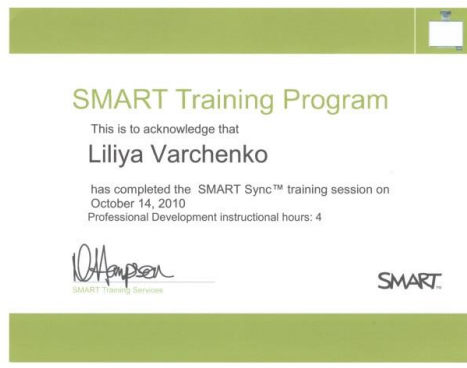 SMART Training Program
This is to acknowledge that
Liliya Varchenko
has completed the SMART Sync™ training session on
October 14, 2010
Professional Development instructional hours: 4
SMART Training Services
SMART™